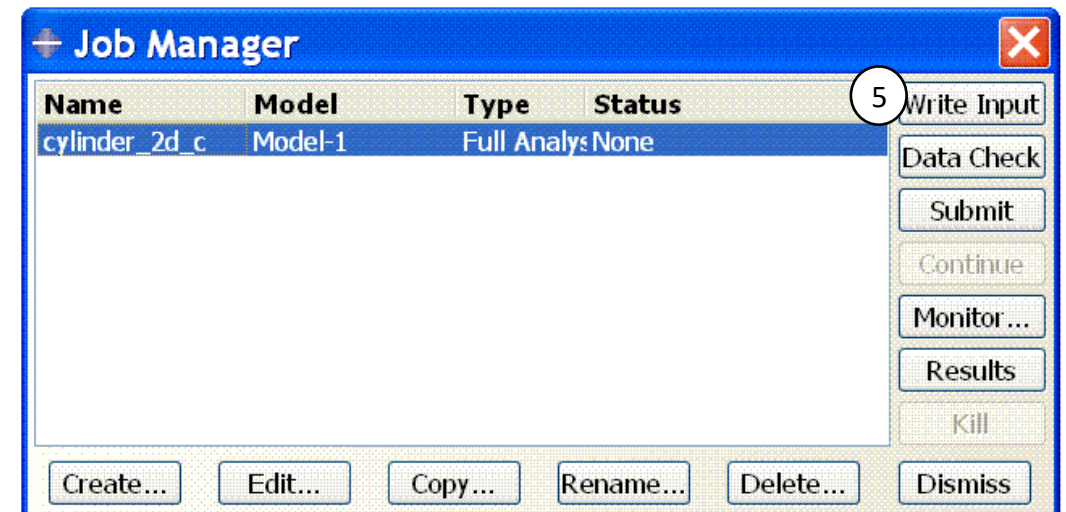 Job Manager
Name Model Type Status
cylinder_2d_c Model-1 Full Analys None
5
Write Input
Data Check
Submit
Continue
Monitor...
Results
Kill
Create... Edit... Copy... Rename... Delete... Dismiss